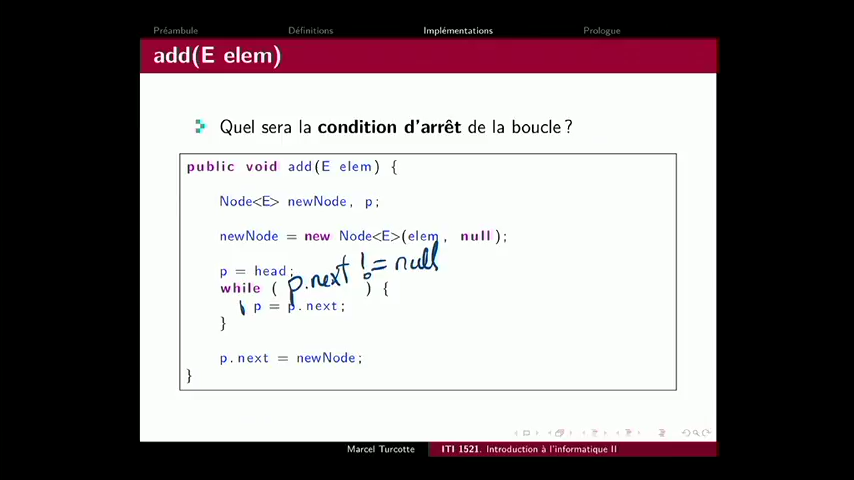 Préambule Définitions Implémentations Prologue
add(E elem)
Quel sera la condition d'arrêt de la boucle ?
public void add(E elem) {
Node<E> newNode, p;
newNode = new Node<E>(elem, null);
p = head;
while ( p.next != null ) {
p = p.next;
}
p.next = newNode;
}
Marcel Turcotte ITI 1521. Introduction à l'informatique II